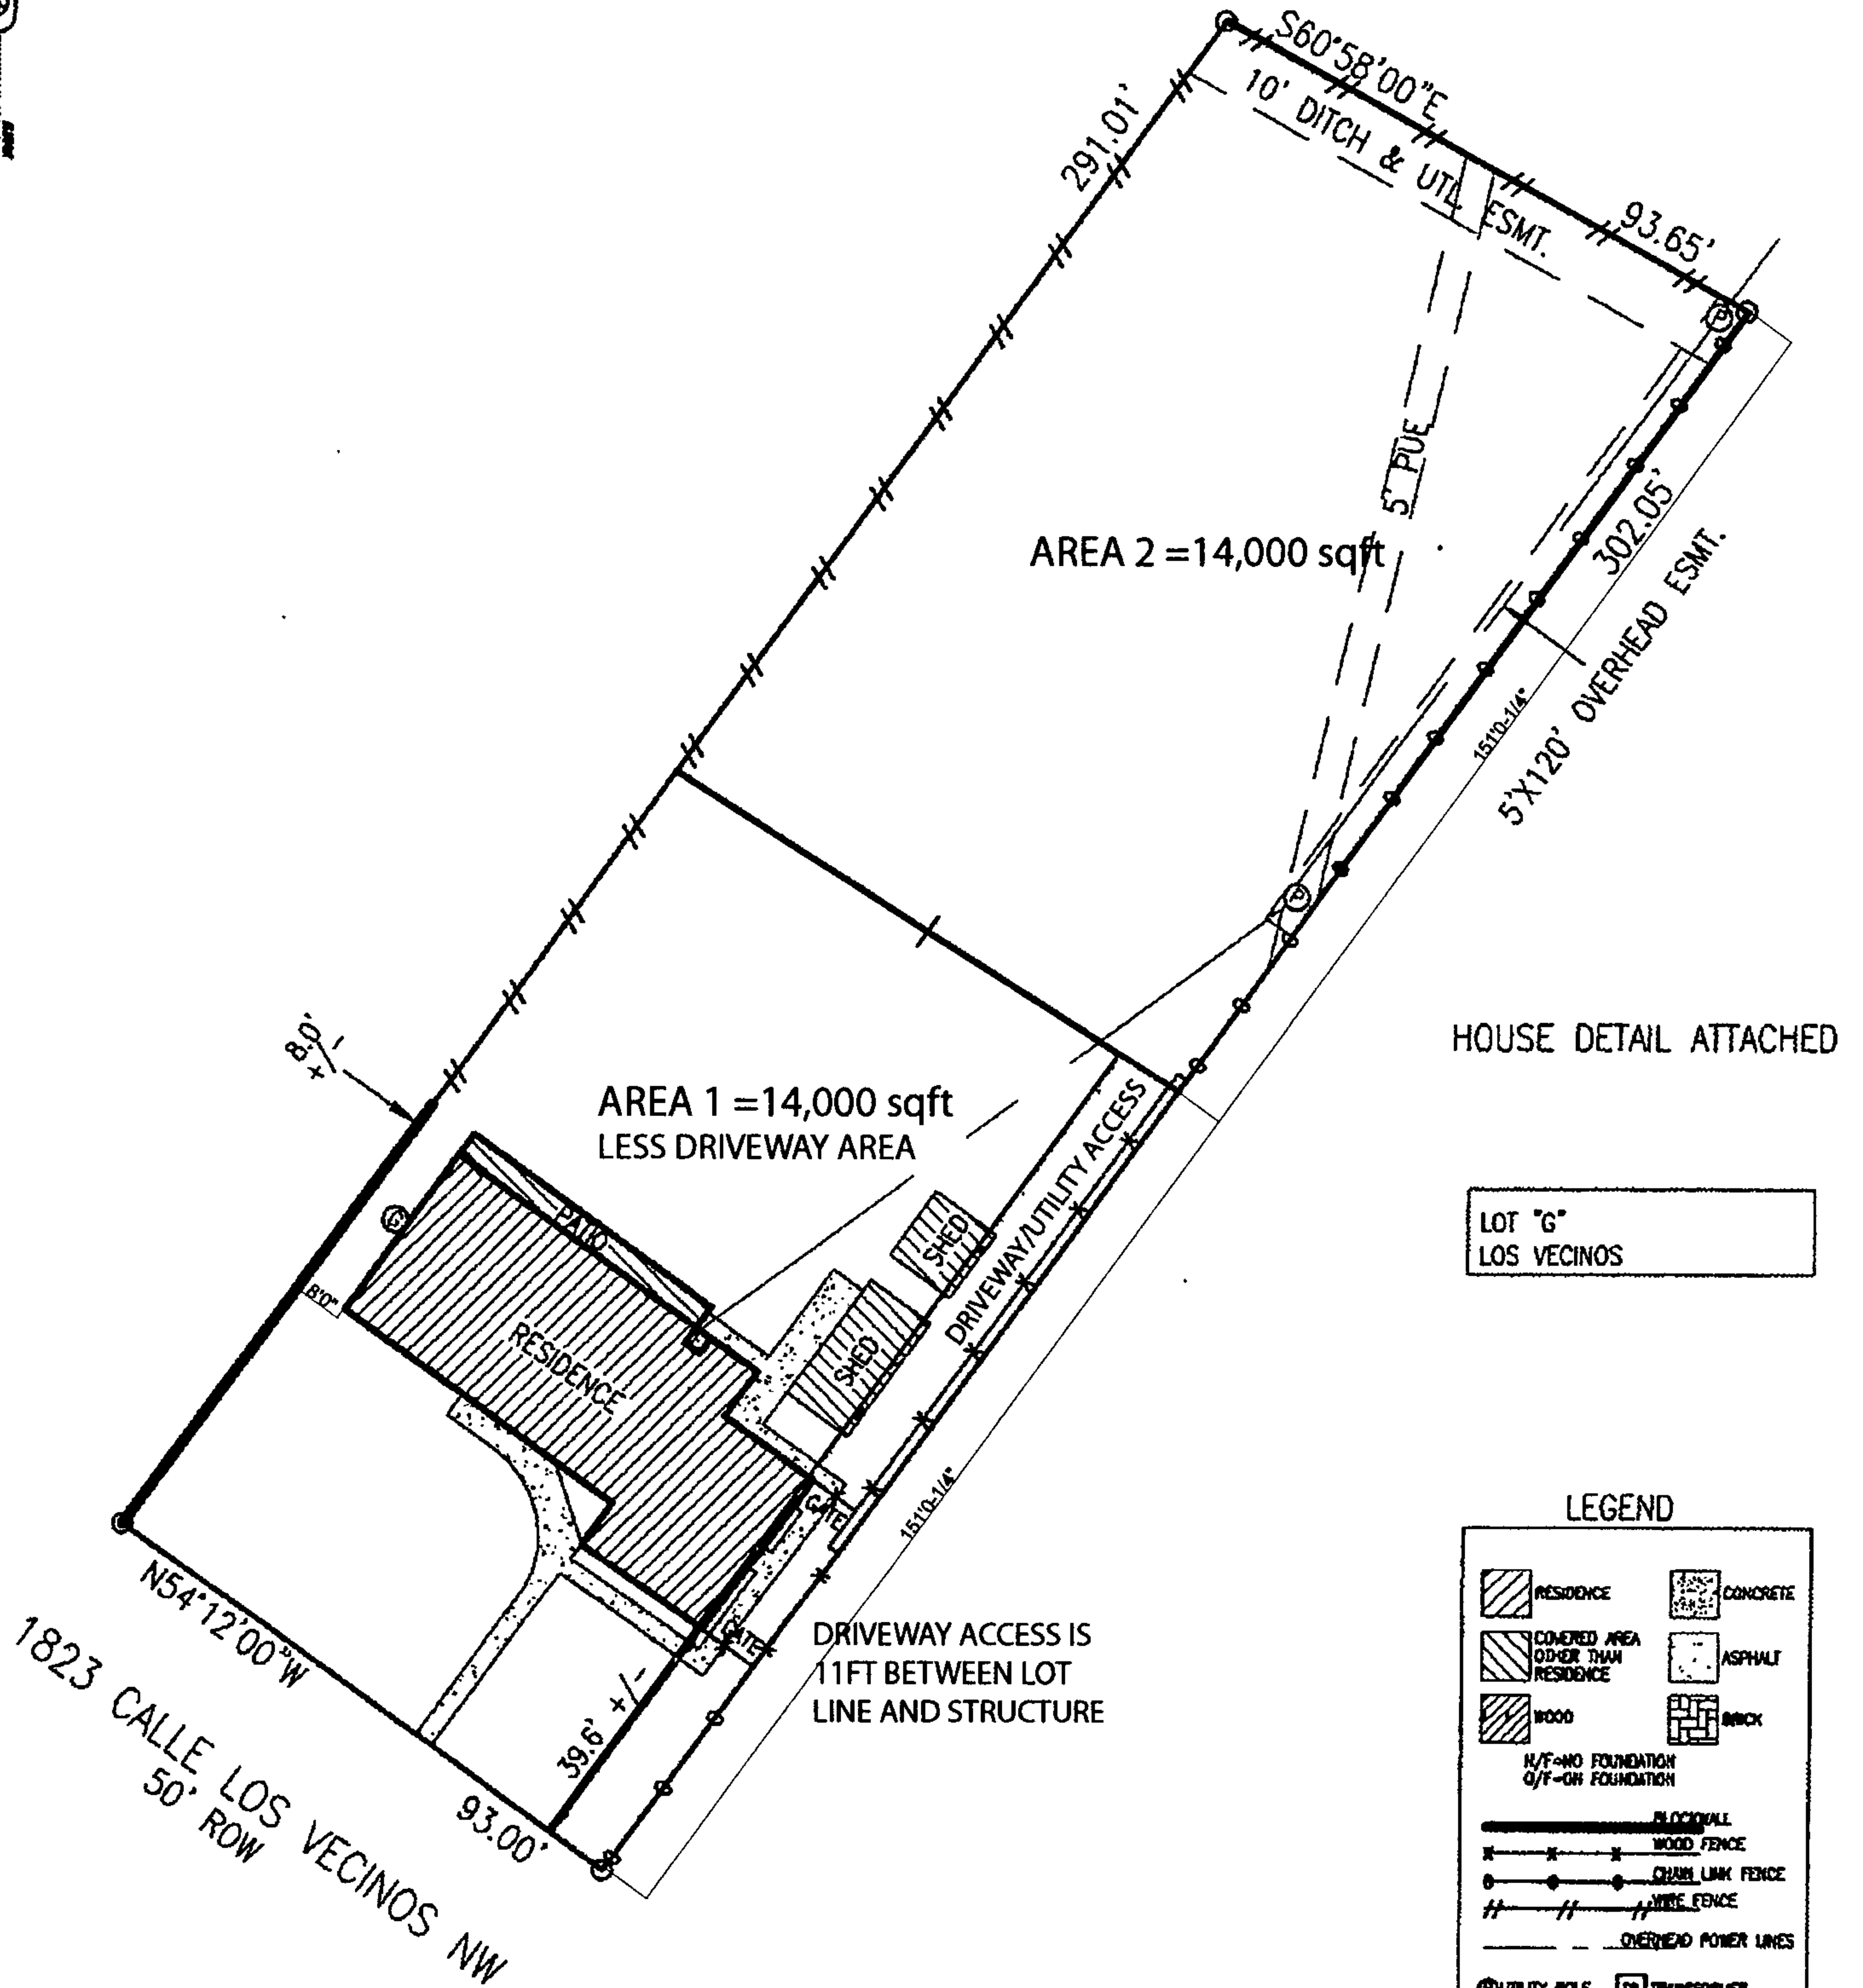 S60°58'00"E
291.01'
10' DITCH & UTIL ESMT.
93.65'
5' PUE
302.05'
AREA 2 =14,000 sqft
5'X120' OVERHEAD ESMT.
151'0-1/4"
HOUSE DETAIL ATTACHED
8.0'
+/-
AREA 1 =14,000 sqft
LESS DRIVEWAY AREA
DRIVEWAY/UTILITY ACCESS
LOT "G"
LOS VECINOS
PATIO
SHED
SHED
8'0"
RESIDENCE
151'0-1/4"
GATE
GATE
DRIVEWAY ACCESS IS
11FT BETWEEN LOT
LINE AND STRUCTURE
N54°12'00"W
39.6' +/-
93.00'
1823 CALLE LOS VECINOS NW
50' ROW
LEGEND
RESIDENCE
CONCRETE
COVERED AREA
OTHER THAN
RESIDENCE
ASPHALT
WOOD
BRICK
N/F-NO FOUNDATION
O/F-ON FOUNDATION
BLOCKWALL
WOOD FENCE
CHAIN LINK FENCE
WIRE FENCE
OVERHEAD POWER LINES
UTILITY POLE
TRANSFORMER